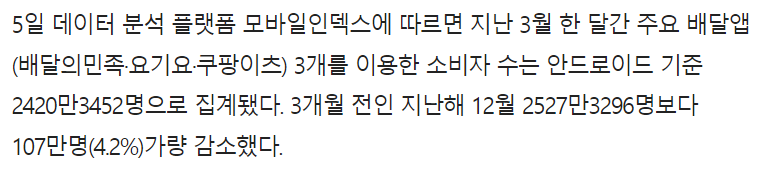 5일 데이터 분석 플랫폼 모바일인덱스에 따르면 지난 3월 한 달간 주요 배달앱
(배달의민족·요기요·쿠팡이츠) 3개를 이용한 소비자 수는 안드로이드 기준
2420만3452명으로 집계됐다. 3개월 전인 지난해 12월 2527만3296명보다
107만명(4.2%)가량 감소했다.